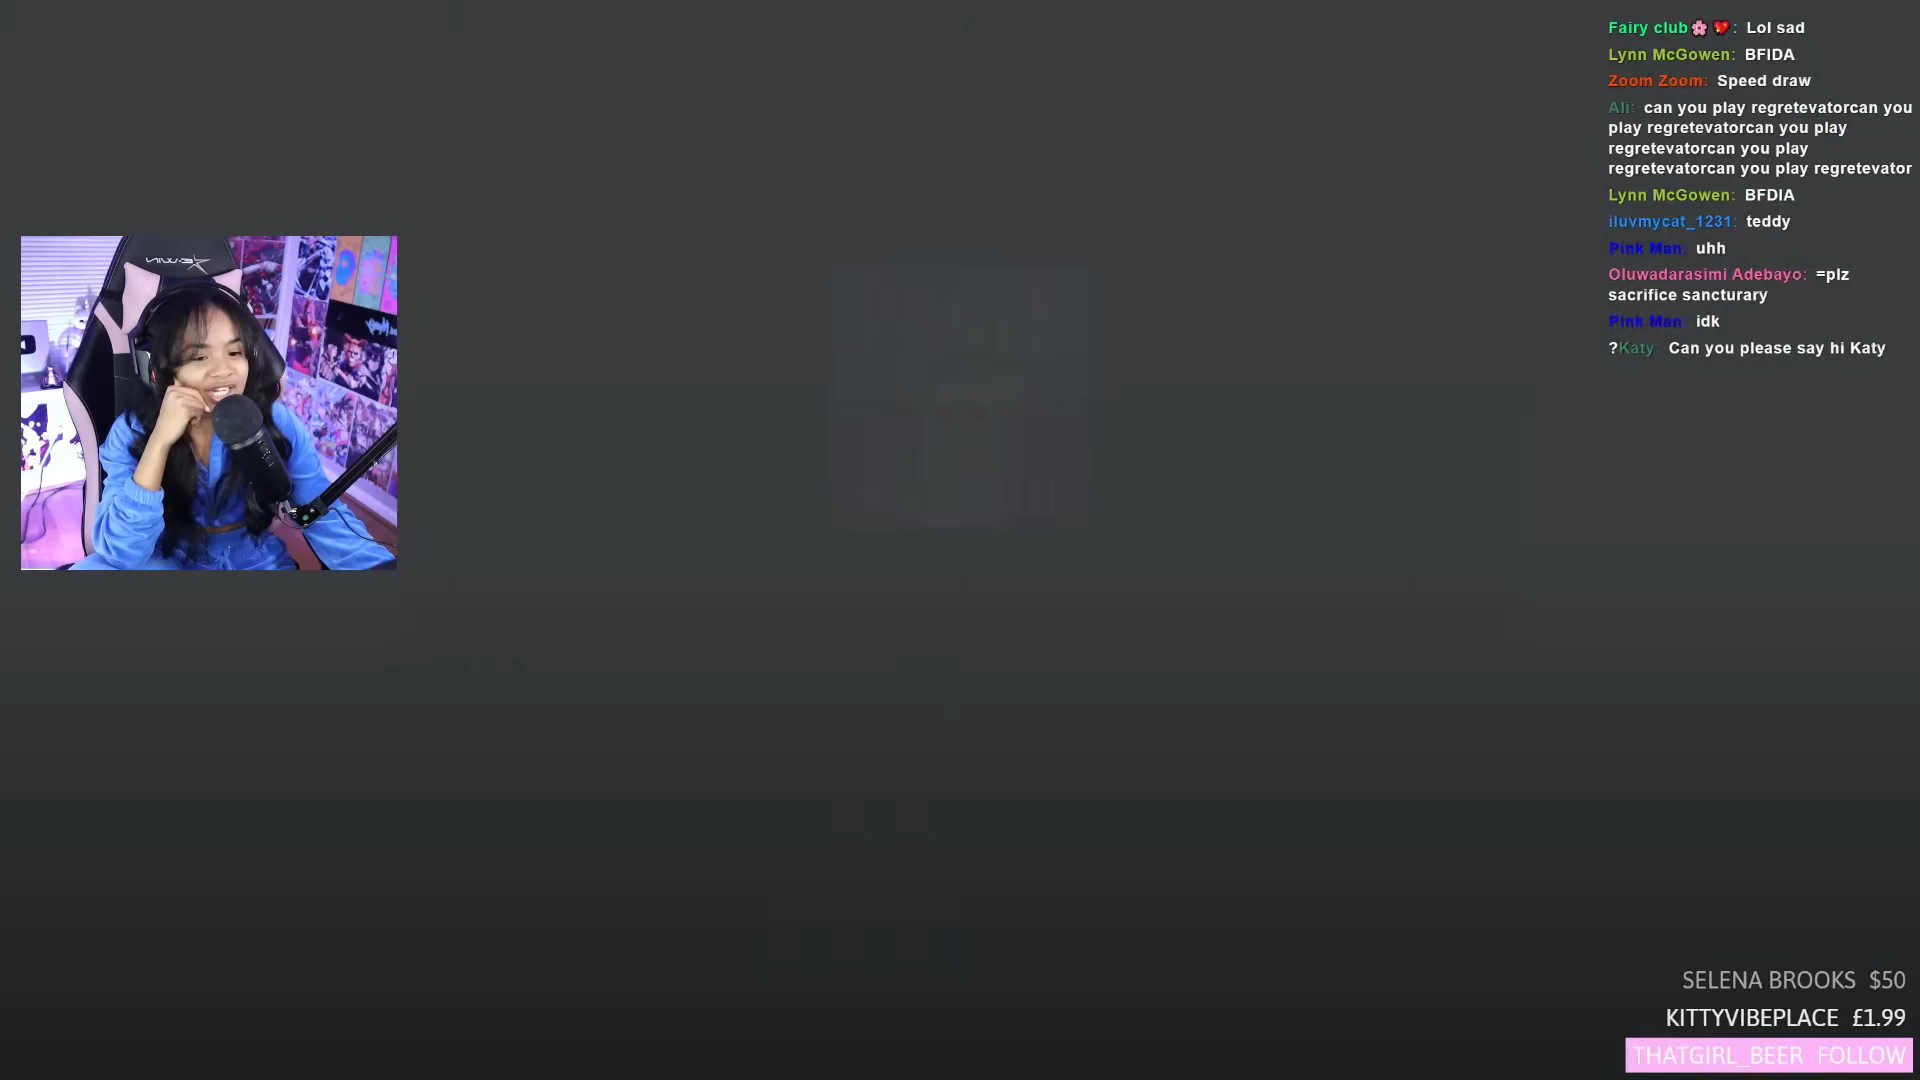 Fairy club🌸💖: Lol sad
Lynn McGowen: BFIDA
Zoom Zoom: Speed draw
Ali: can you play regretevatorcan you
play regretevatorcan you play
regretevatorcan you play
regretevatorcan you play regretevator
Lynn McGowen: BFDIA
iluvmycat_1231: teddy
Pink Man: uhh
Oluwadarasimi Adebayo: =plz
sacrifice sancturary
Pink Man: idk
?Katy: Can you please say hi Katy
SELENA BROOKS $50
KITTYVIBEPLACE £1.99
THATGIRL_BEER FOLLOW